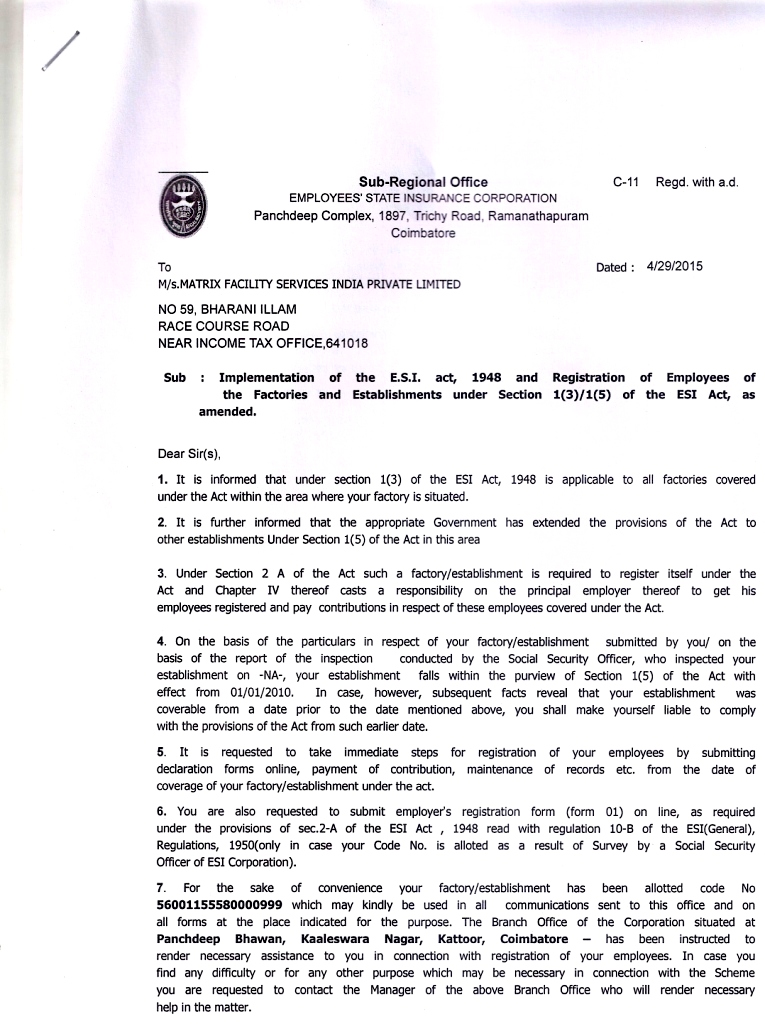 Sub-Regional Office
C-11 Regd. with a.d.
EMPLOYEES' STATE INSURANCE CORPORATION
Panchdeep Complex, 1897, Trichy Road, Ramanathapuram
Coimbatore
To
Dated : 4/29/2015
M/s.MATRIX FACILITY SERVICES INDIA PRIVATE LIMITED
NO 59, BHARANI ILLAM
RACE COURSE ROAD
NEAR INCOME TAX OFFICE,641018
Sub : Implementation of the E.S.I. act, 1948 and Registration of Employees of
the Factories and Establishments under Section 1(3)/1(5) of the ESI Act, as
amended.
Dear Sir(s),
1. It is informed that under section 1(3) of the ESI Act, 1948 is applicable to all factories covered
under the Act within the area where your factory is situated.
2. It is further informed that the appropriate Government has extended the provisions of the Act to
other establishments Under Section 1(5) of the Act in this area
3. Under Section 2 A of the Act such a factory/establishment is required to register itself under the
Act and Chapter IV thereof casts a responsibility on the principal employer thereof to get his
employees registered and pay contributions in respect of these employees covered under the Act.
4. On the basis of the particulars in respect of your factory/establishment submitted by you/ on the
basis of the report of the inspection conducted by the Social Security Officer, who inspected your
establishment on -NA-, your establishment falls within the purview of Section 1(5) of the Act with
effect from 01/01/2010. In case, however, subsequent facts reveal that your establishment was
coverable from a date prior to the date mentioned above, you shall make yourself liable to comply
with the provisions of the Act from such earlier date.
5. It is requested to take immediate steps for registration of your employees by submitting
declaration forms online, payment of contribution, maintenance of records etc. from the date of
coverage of your factory/establishment under the act.
6. You are also requested to submit employer's registration form (form 01) on line, as required
under the provisions of sec.2-A of the ESI Act , 1948 read with regulation 10-B of the ESI(General),
Regulations, 1950(only in case your Code No. is alloted as a result of Survey by a Social Security
Officer of ESI Corporation).
7. For the sake of convenience your factory/establishment has been allotted code No
56001155580000999 which may kindly be used in all communications sent to this office and on
all forms at the place indicated for the purpose. The Branch Office of the Corporation situated at
Panchdeep Bhawan, Kaaleswara Nagar, Kattoor, Coimbatore – has been instructed to
render necessary assistance to you in connection with registration of your employees. In case you
find any difficulty or for any other purpose which may be necessary in connection with the Scheme
you are requested to contact the Manager of the above Branch Office who will render necessary
help in the matter.